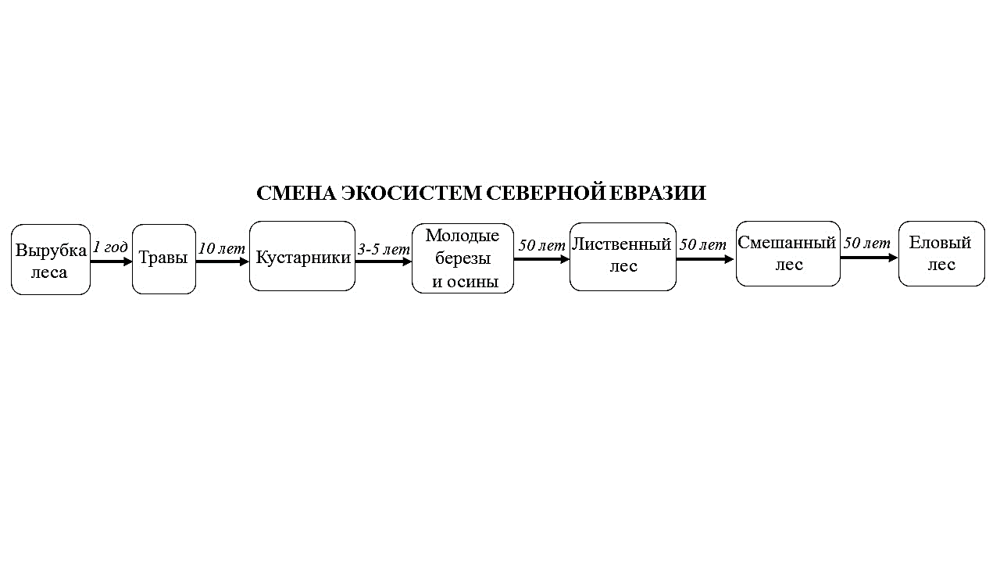 СМЕНА ЭКОСИСТЕМ СЕВЕРНОЙ ЕВРАЗИИ
Вырубка
леса
1 год
Травы
10 лет
Кустарники
3-5 лет
Молодые
березы
и осины
50 лет
Лиственный
лес
50 лет
Смешанный
лес
50 лет
Еловый
лес